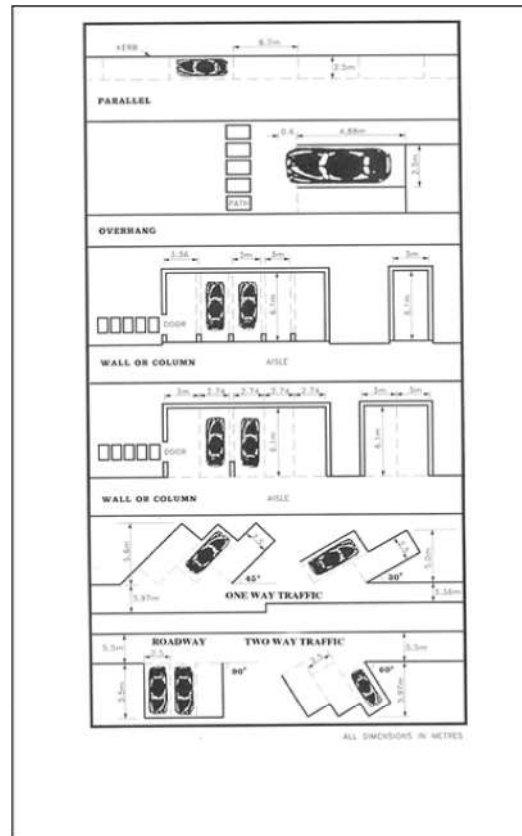 KERB
6.7m
2.5m
PARALLEL
0.6 4.88m
2.5m
PATH
OVERHANG
3.56 3m 3m 3m
6.1m 6.1m
DOOR
WALL OR COLUMN AISLE
3m 2.74 2.74 2.74 2.74 3m 3m
6.1m 6.1m
DOOR
WALL OR COLUMN AISLE
5.6m 2.5 2.5 5.0m
45° 30°
3.97m ONE WAY TRAFFIC
ROADWAY TWO WAY TRAFFIC
5.5m 2.5 2.5 5.5m
90° 60°
5.5m 5.97m
ALL DIMENSIONS IN METRES